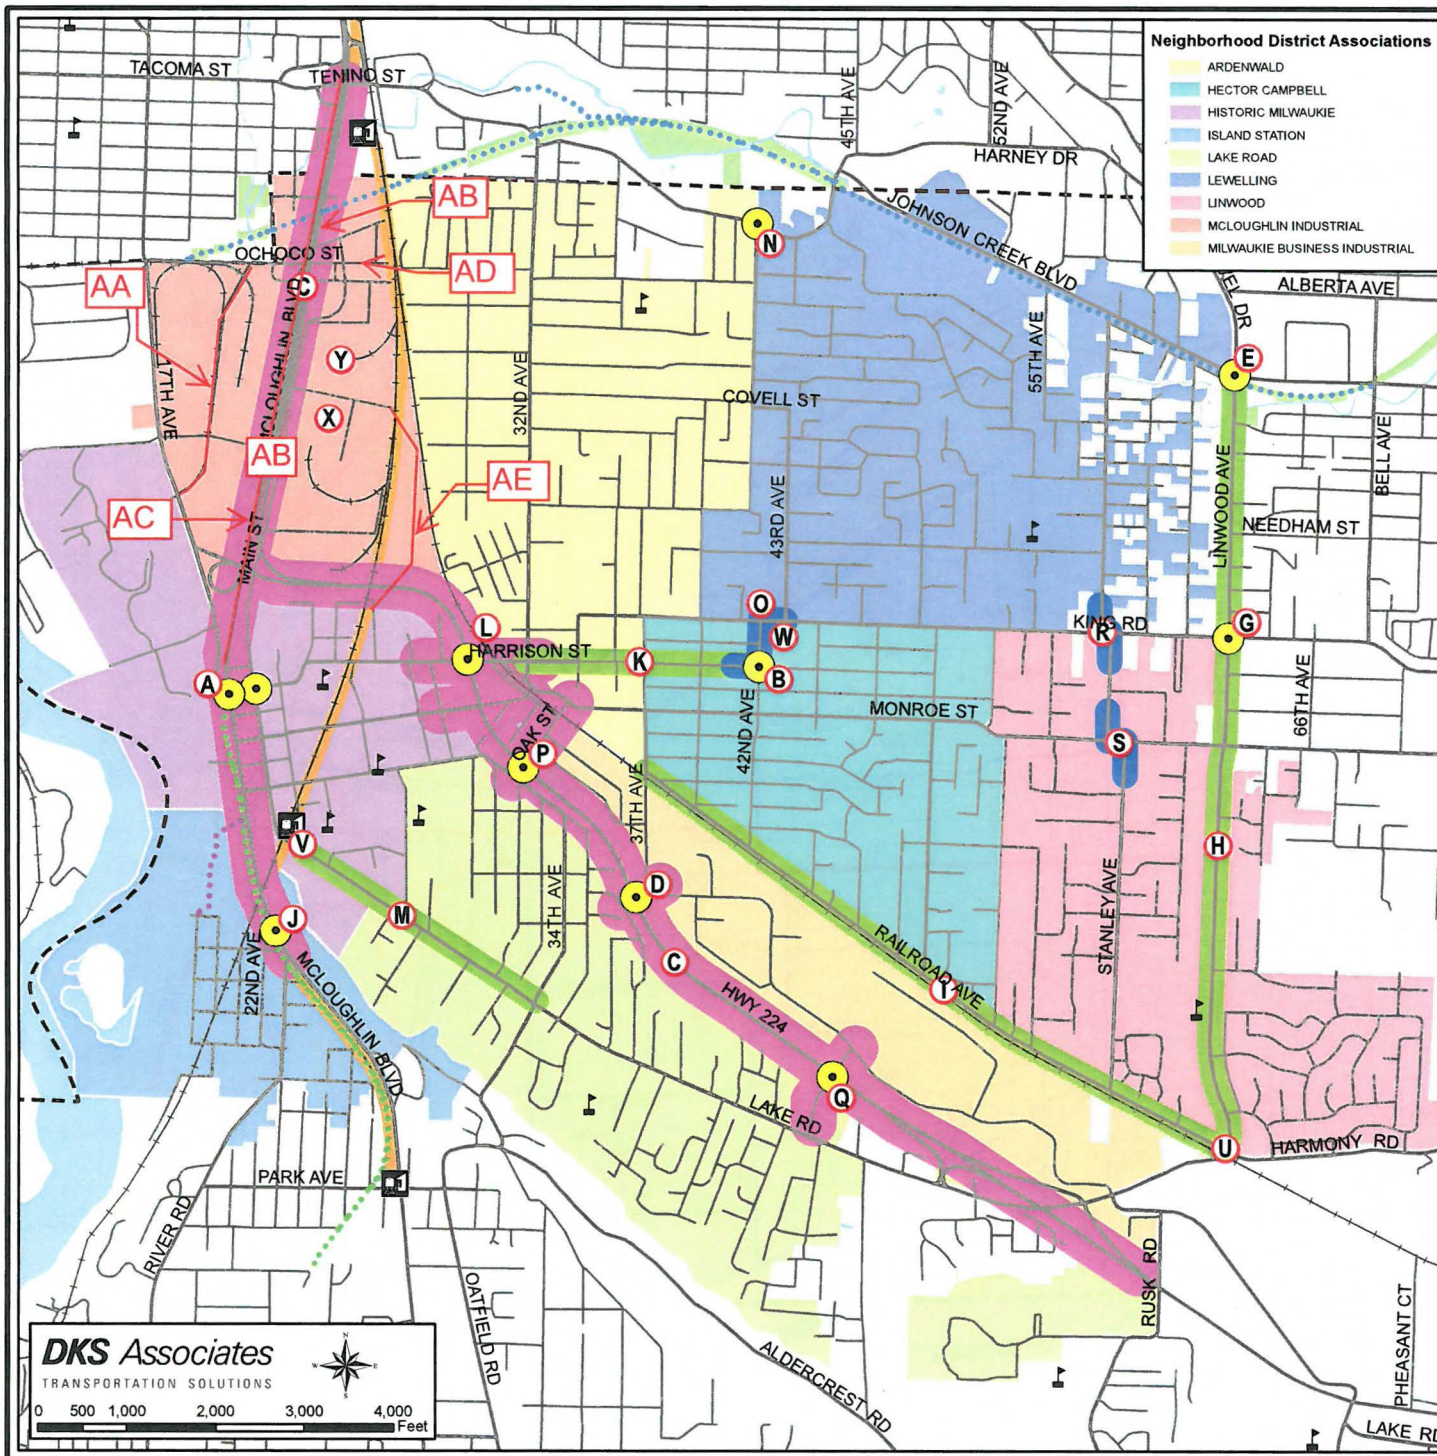 Neighborhood District Associations
ARDENWALD
HECTOR CAMPBELL
HISTORIC MILWAUKIE
ISLAND STATION
LAKE ROAD
LEWELLING
LINWOOD
MCLOUGHLIN INDUSTRIAL
MILWAUKIE BUSINESS INDUSTRIAL
TACOMA ST
TENINO ST
45TH AVE
52ND AVE
HARNEY DR
JOHNSON CREEK BLVD
AB
N
OCHOCO ST
AD
AA
C
ALBERTA AVE
DR
E
17TH AVE
MCLOUGHLIN BLVD
Y
X
32ND AVE
COVELL ST
55TH AVE
BELL AVE
AB
AE
AC
MAIN ST
43RD AVE
LINWOOD AVE
NEEDHAM ST
O
W
L
KING RD
R
G
HARRISON ST
K
B
A
66TH AVE
MONROE ST
42ND AVE
S
OAK ST
P
37TH AVE
V
H
34TH AVE
D
M
J
22ND AVE
C
RAILROAD AVE
I
STANLEY AVE
MCLOUGHLIN BLVD
HWY 224
Q
LAKE RD
U
HARMONY RD
PARK AVE
RIVER RD
OATFIELD RD
RUSK RD
PHEASANT CT
ALDERCREST RD
LAKE RD
DKS Associates
TRANSPORTATION SOLUTIONS
N
W E
S
0 500 1,000 2,000 3,000 4,000
Feet